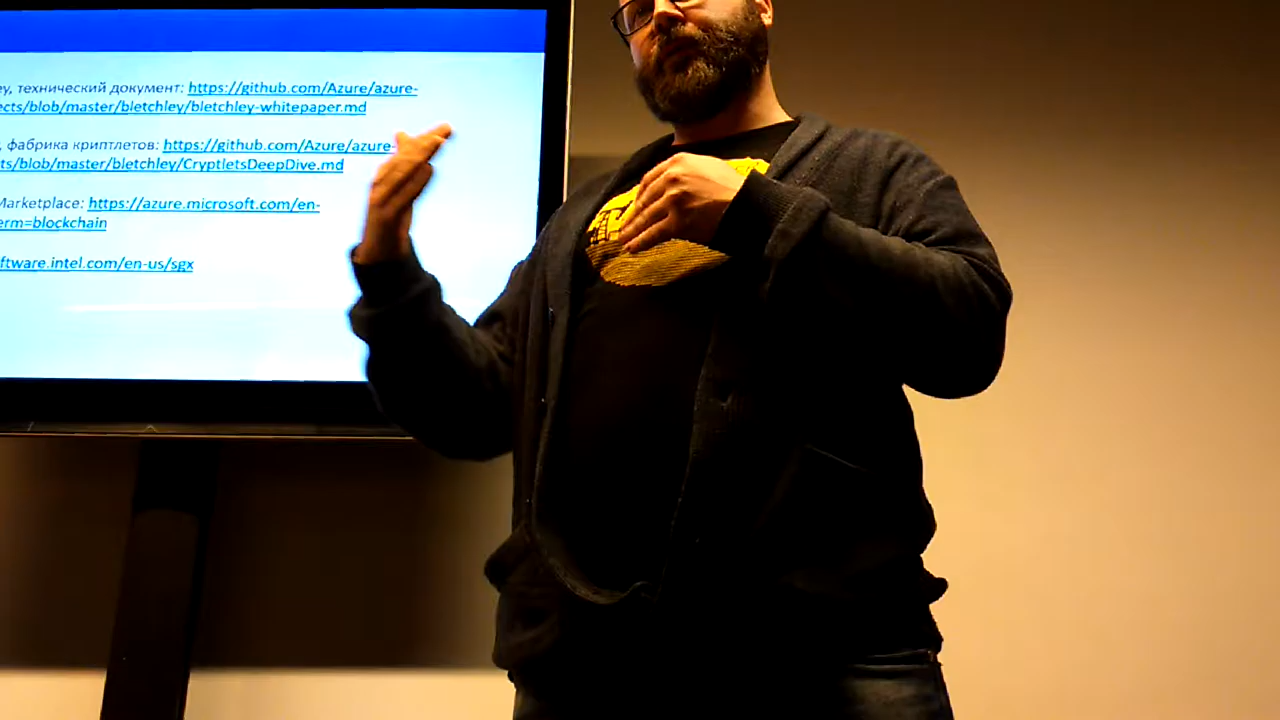 технический документ: https://github.com/Azure/azure-
ects/blob/master/bletchley/bletchley-whitepaper.md
фабрика криптлетов: https://github.com/Azure/azure-
ts/blob/master/bletchley/CryptletsDeepDive.md
Marketplace: https://azure.microsoft.com/en-
erm=blockchain
ftware.intel.com/en-us/sgx